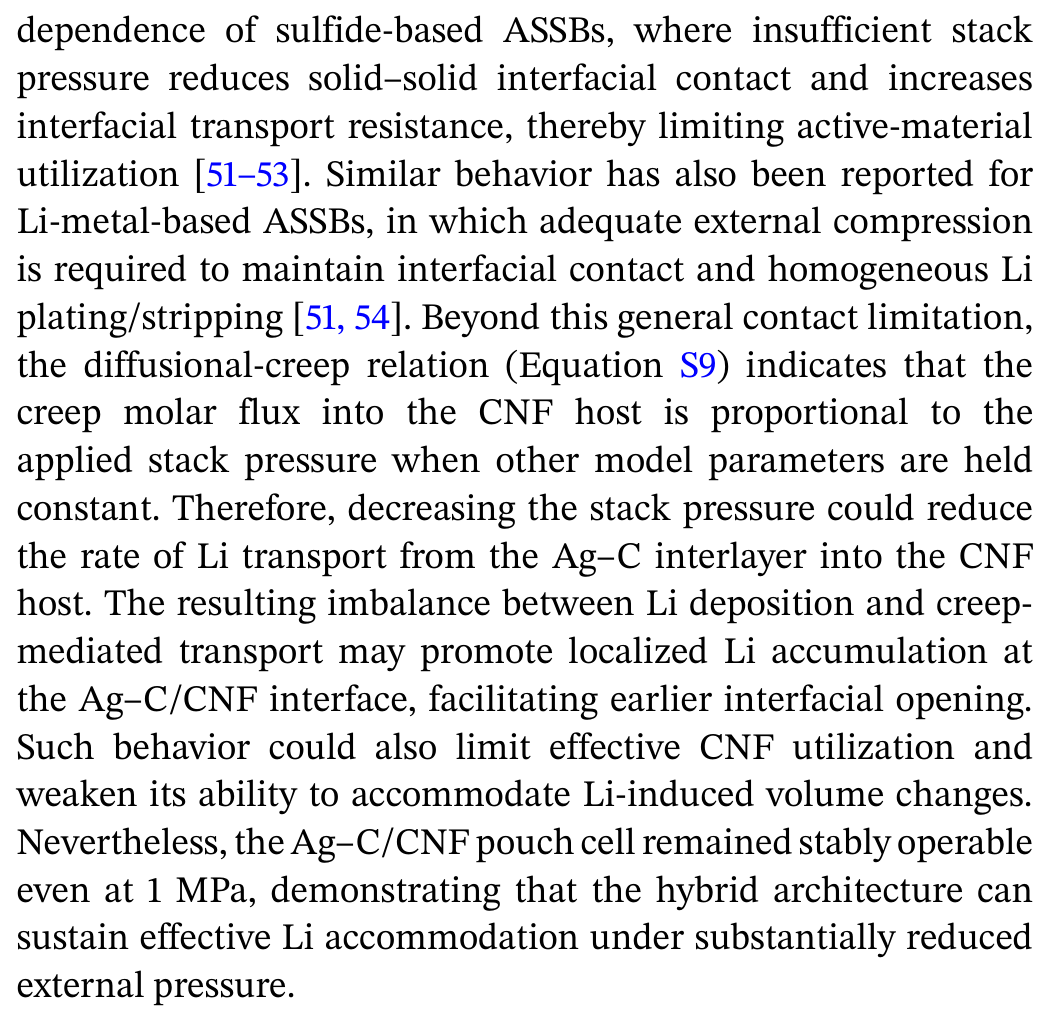 dependence of sulfide-based ASSBs, where insufficient stack
pressure reduces solid–solid interfacial contact and increases
interfacial transport resistance, thereby limiting active-material
utilization [51–53]. Similar behavior has also been reported for
Li-metal-based ASSBs, in which adequate external compression
is required to maintain interfacial contact and homogeneous Li
plating/stripping [51, 54]. Beyond this general contact limitation,
the diffusional-creep relation (Equation S9) indicates that the
creep molar flux into the CNF host is proportional to the
applied stack pressure when other model parameters are held
constant. Therefore, decreasing the stack pressure could reduce
the rate of Li transport from the Ag–C interlayer into the CNF
host. The resulting imbalance between Li deposition and creep-
mediated transport may promote localized Li accumulation at
the Ag–C/CNF interface, facilitating earlier interfacial opening.
Such behavior could also limit effective CNF utilization and
weaken its ability to accommodate Li-induced volume changes.
Nevertheless, the Ag–C/CNF pouch cell remained stably operable
even at 1 MPa, demonstrating that the hybrid architecture can
sustain effective Li accommodation under substantially reduced
external pressure.